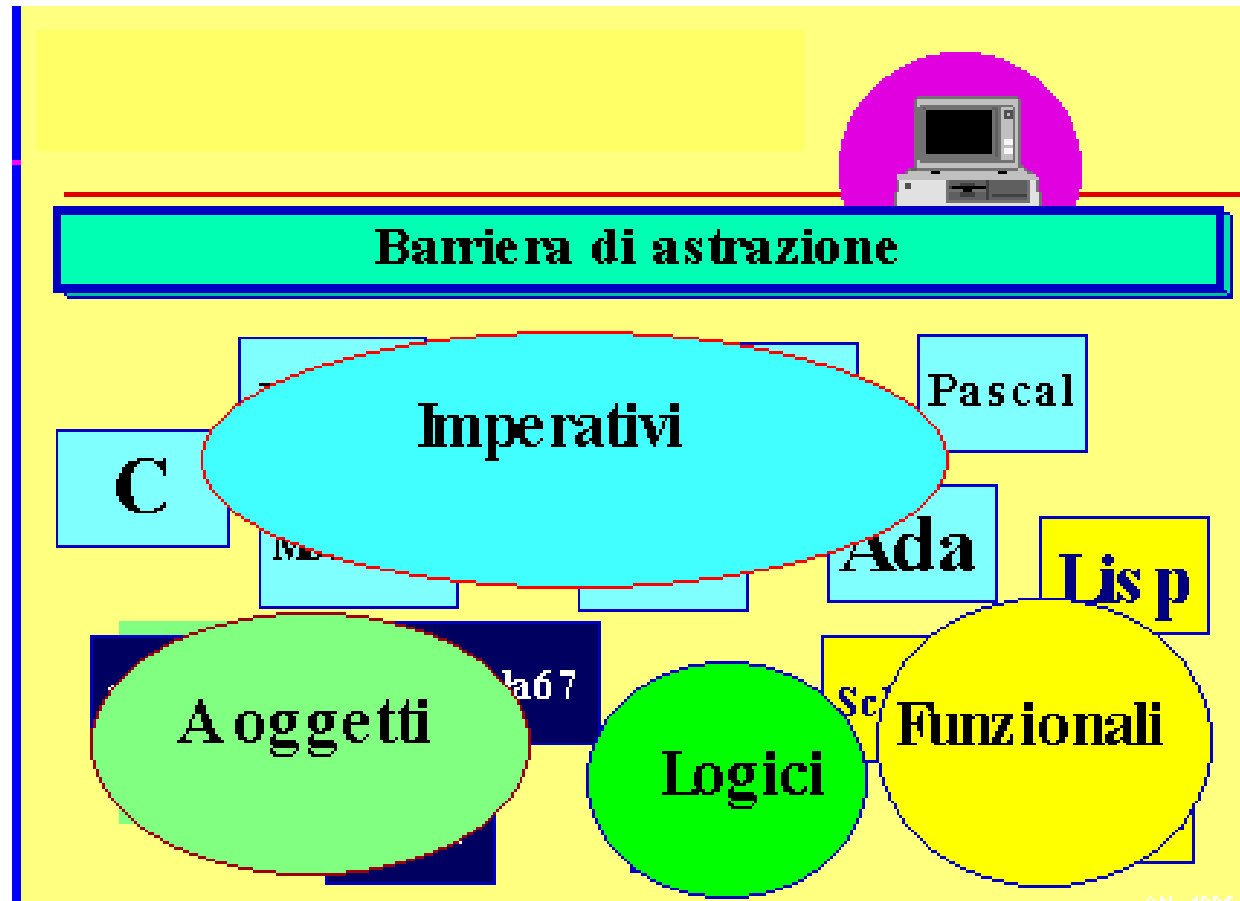 Barriera di astrazione
Imperativi
Pascal
C
Ada
Lisp
A oggetti
Logici
Funzionali